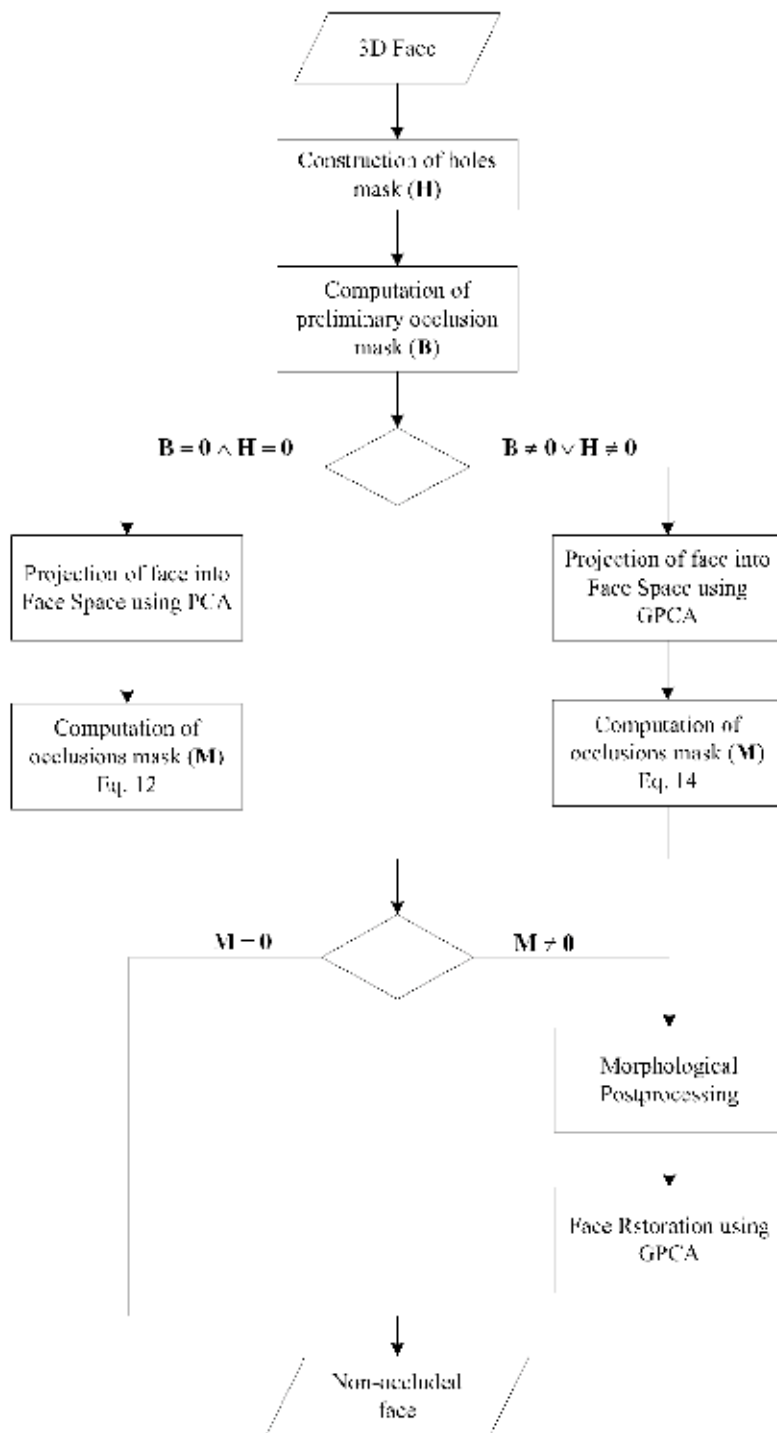 3D Face
Construction of holes
mask (H)
Computation of
preliminary occlusion
mask (B)
B = 0 ∧ H = 0
B ≠ 0 ∨ H ≠ 0
Projection of face into
Face Space using PCA
Projection of face into
Face Space using
GPCA
Computation of
occlusions mask (M)
Eq. 12
Computation of
occlusions mask (M)
Eq. 14
M = 0
M ≠ 0
Morphological
Postprocessing
Face Rstoration using
GPCA
Non-occluded
face